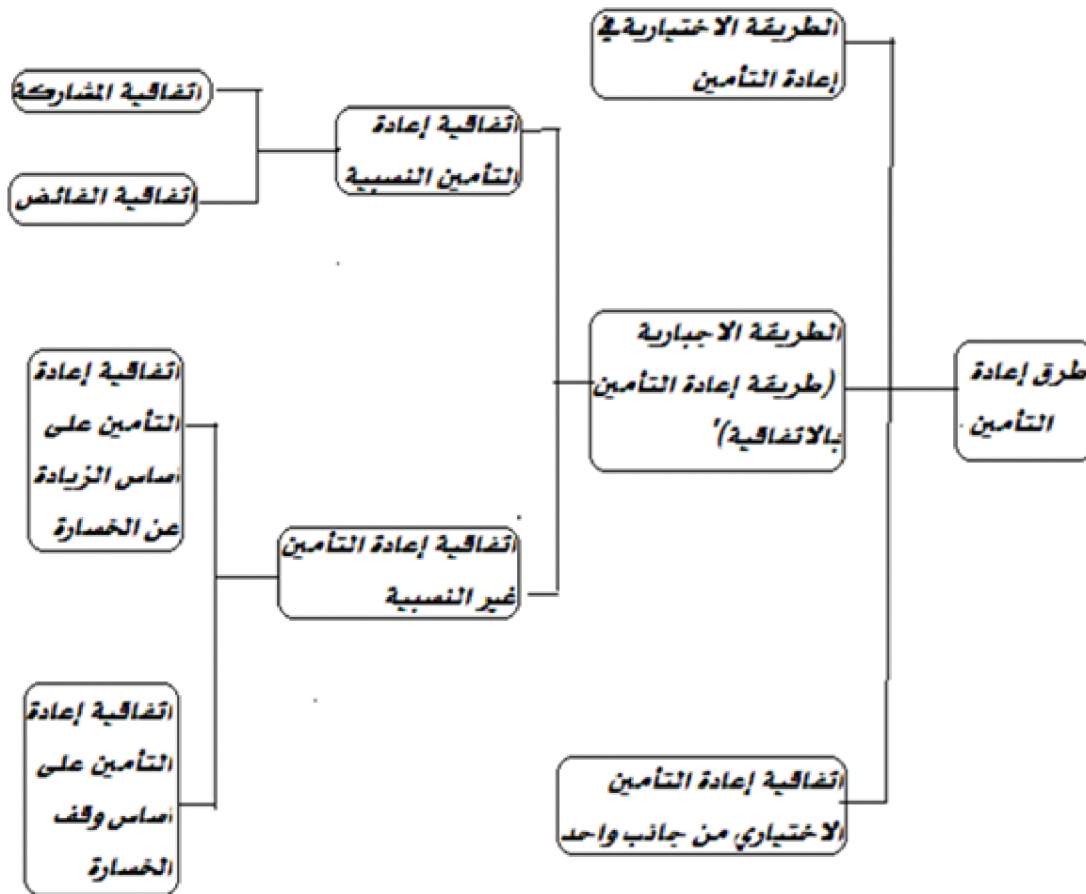 طرق إعادة
التأمين
الطريقة الاختيارية في
إعادة التأمين
الطريقة الاجبارية
(طريقة إعادة التأمين
بالاتفاقية)'
اتفاقية إعادة التأمين
الاختياري من جانب واحد
اتفاقية إعادة
التأمين النسبية
اتفاقية إعادة التأمين
غير النسبية
اتفاقية المشاركة
اتفاقية الفائض
اتفاقية إعادة
التأمين على
أساس الزيادة
عن الخسارة
اتفاقية إعادة
التأمين على
أساس وقف
الخسارة